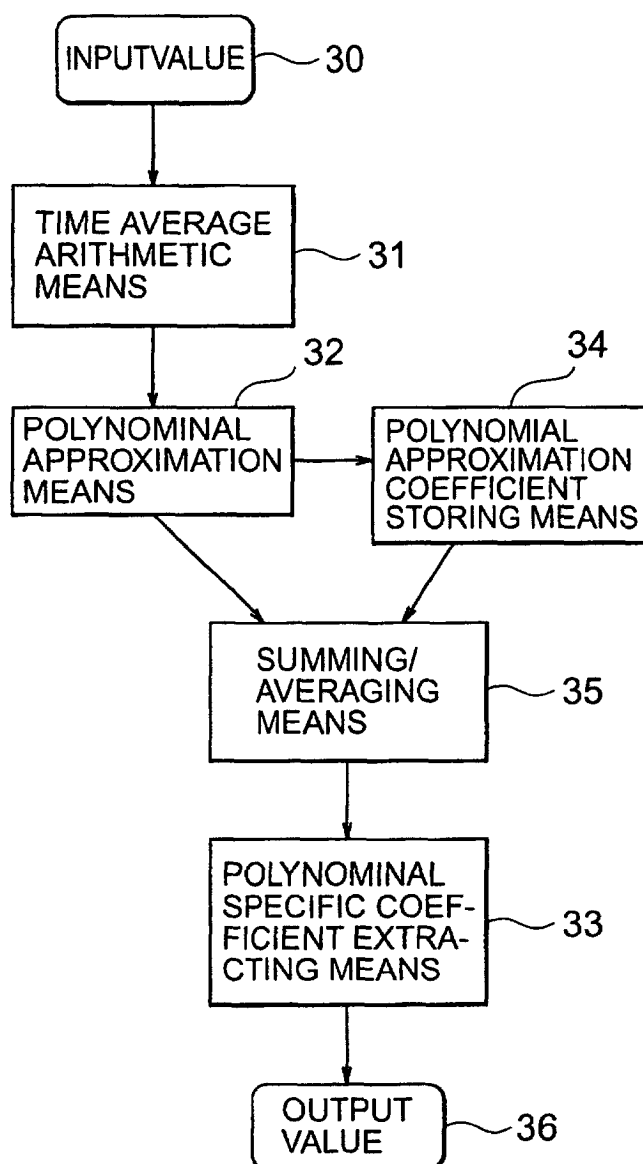 INPUTVALUE
30
TIME AVERAGE
ARITHMETIC
MEANS
31
32
POLYNOMINAL
APPROXIMATION
MEANS
34
POLYNOMIAL
APPROXIMATION
COEFFICIENT
STORING MEANS
SUMMING/
AVERAGING
MEANS
35
POLYNOMINAL
SPECIFIC COEF-
FICIENT EXTRA-
CTING MEANS
33
OUTPUT
VALUE
36